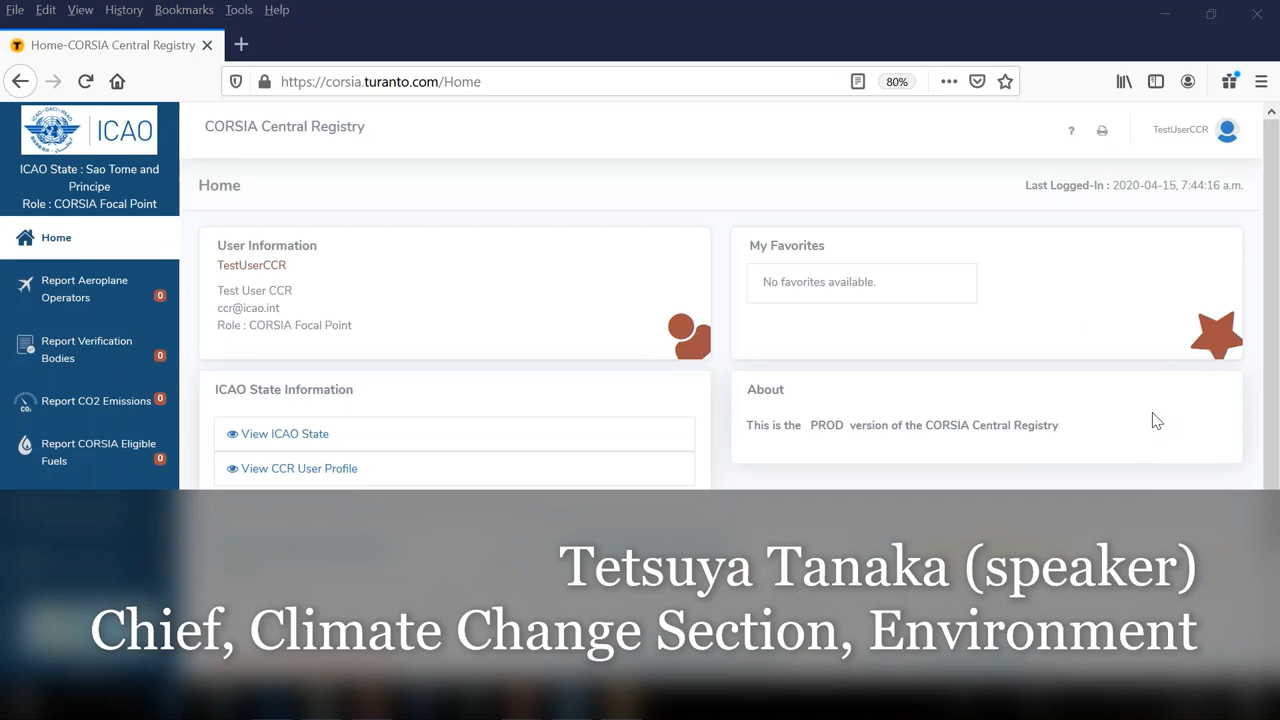 File Edit View History Bookmarks Tools Help
Home-CORSIA Central Registry
https://corsia.turanto.com/Home
80%
ICAO
ICAO State : Sao Tome and
Principe
Role : CORSIA Focal Point
Home
Report Aeroplane
Operators 0
Report Verification
Bodies 0
Report CO2 Emissions 0
Report CORSIA Eligible
Fuels 0
CORSIA Central Registry
? TestUserCCR
Home
Last Logged-In : 2020-04-15, 7:44:16 a.m.
User Information
TestUserCCR
Test User CCR
ccr@icao.int
Role : CORSIA Focal Point
My Favorites
No favorites available.
ICAO State Information
View ICAO State
View CCR User Profile
About
This is the PROD version of the CORSIA Central Registry
Tetsuya Tanaka (speaker)
Chief, Climate Change Section, Environment